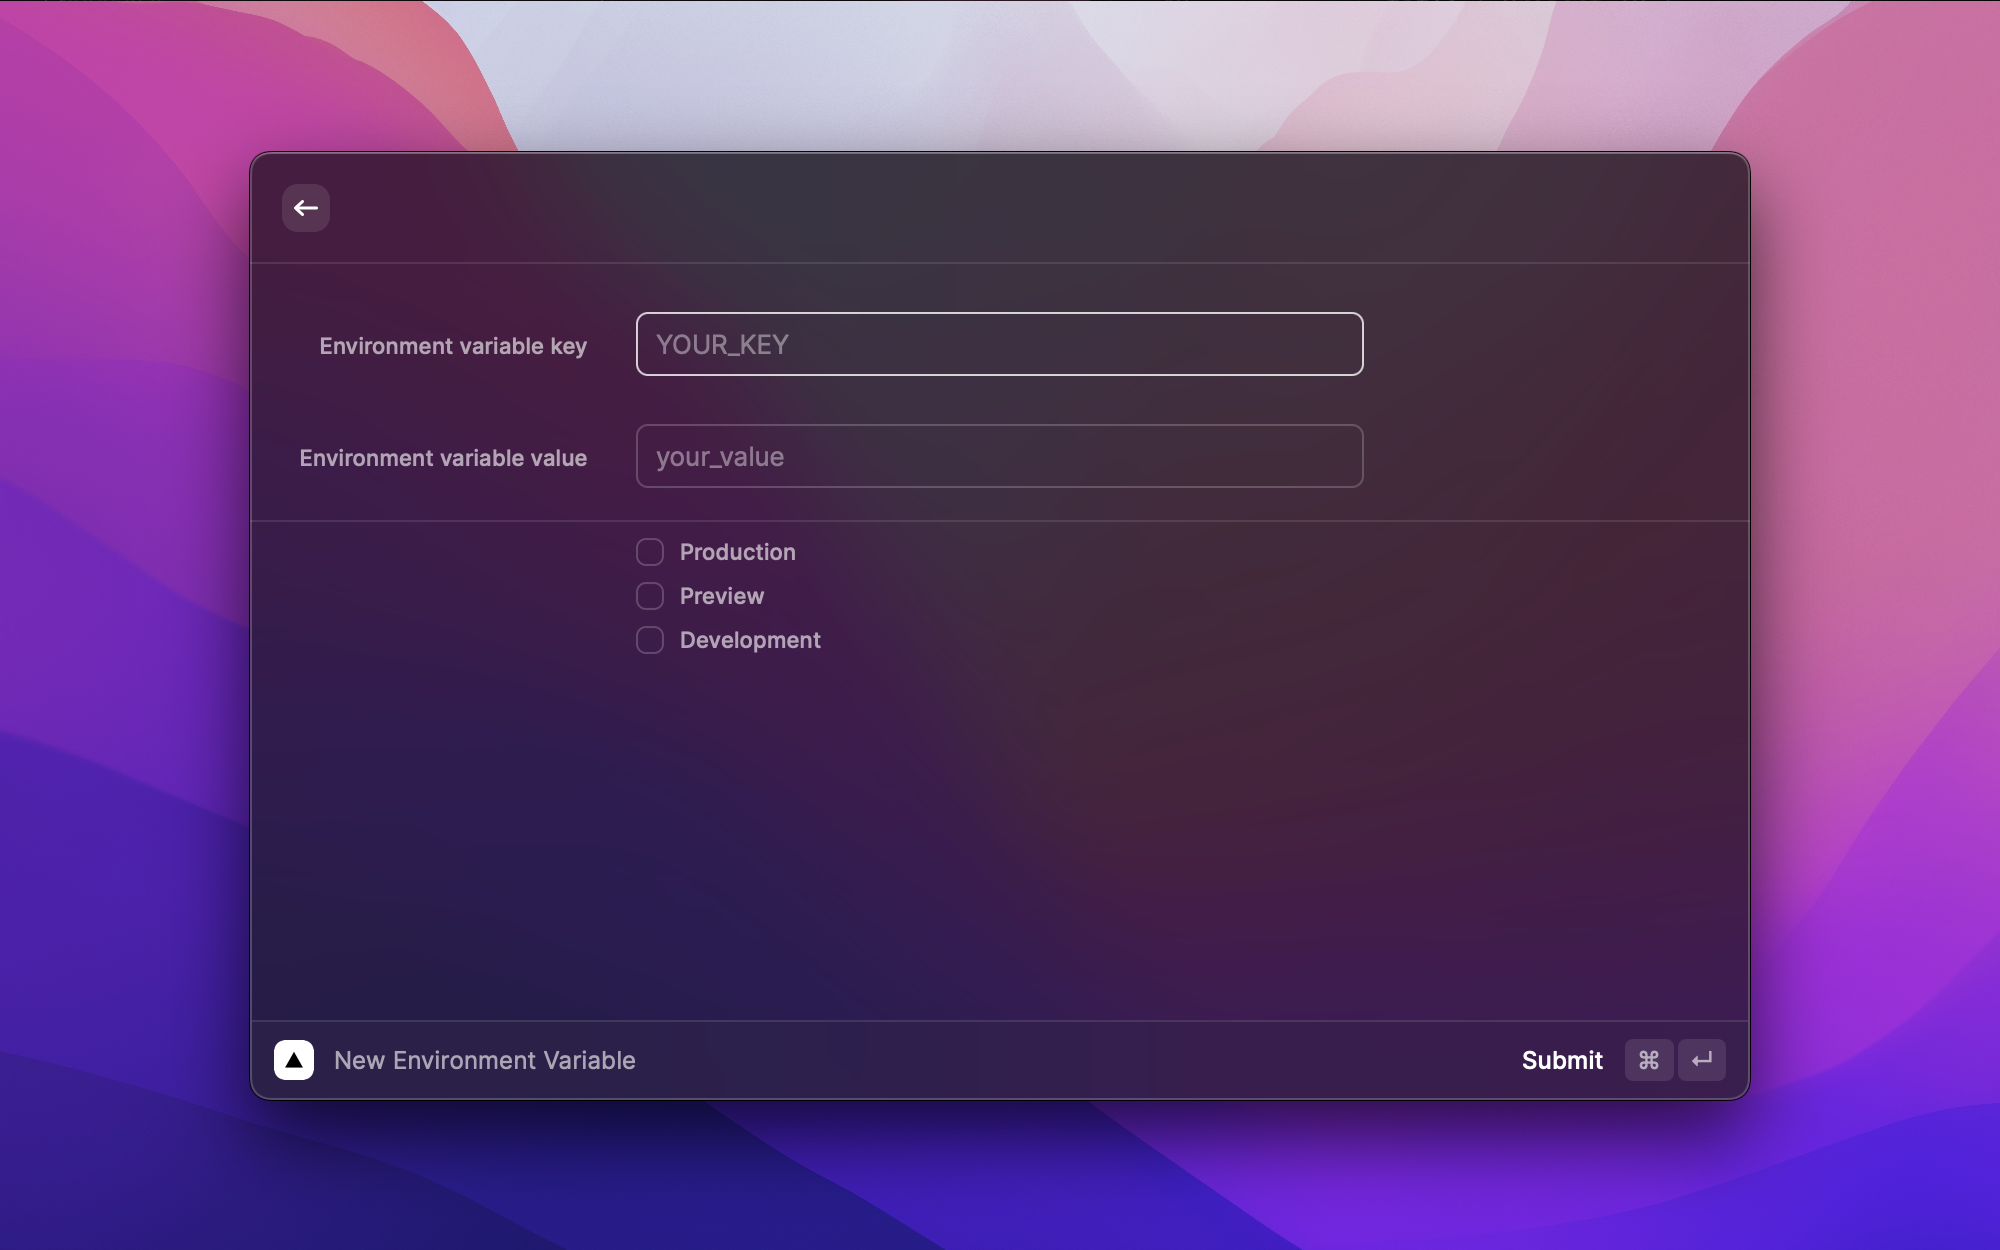 Environment variable key
YOUR_KEY
Environment variable value
your_value
Production
Preview
Development
New Environment Variable
Submit ⌘ ↵